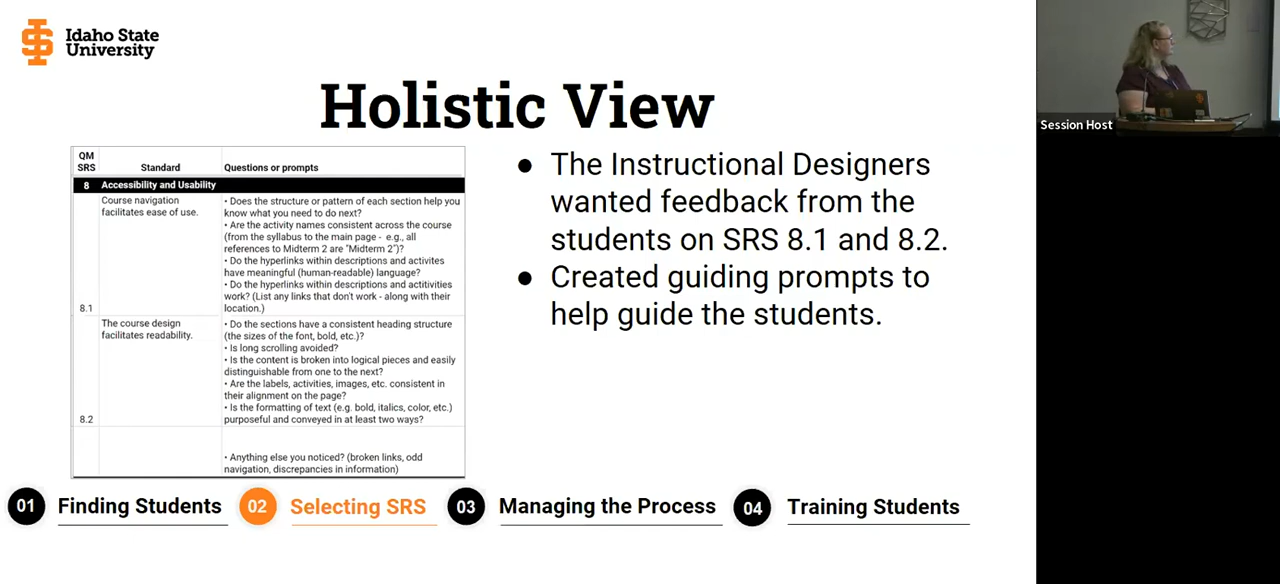 Idaho State
University
Holistic View
QM
SRS
Standard
Questions or prompts
8 Accessibility and Usability
Course navigation
facilitates ease of use.
• Does the structure or pattern of each section help you
know what you need to do next?
• Are the activity names consistent across the course
(from the syllabus to the main page - e.g., all
references to Midterm 2 are "Midterm 2")?
• Do the hyperlinks within descriptions and activites
have meaningful (human-readable) language?
• Do the hyperlinks within descriptions and actitivities
work? (List any links that don't work - along with their
location.)
8.1
The course design
facilitates readability.
• Do the sections have a consistent heading structure
(the sizes of the font, bold, etc.)?
• Is long scrolling avoided?
• Is the content is broken into logical pieces and easily
distinguishable from one to the next?
• Are the labels, activities, images, etc. consistent in
their alignment on the page?
• Is the formatting of text (e.g. bold, italics, color, etc.)
purposeful and conveyed in at least two ways?
8.2
• Anything else you noticed? (broken links, odd
navigation, discrepancies in information)
● The Instructional Designers
wanted feedback from the
students on SRS 8.1 and 8.2.
● Created guiding prompts to
help guide the students.
01 Finding Students
02 Selecting SRS
03 Managing the Process
04 Training Students
Session Host